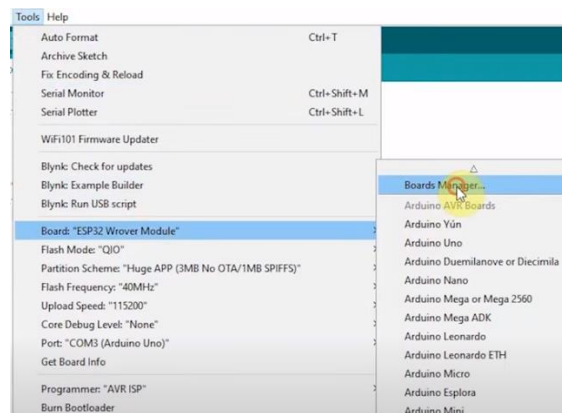 Tools Help
Auto Format Ctrl+T
Archive Sketch
Fix Encoding & Reload
Serial Monitor Ctrl+Shift+M
Serial Plotter Ctrl+Shift+L
WiFi101 Firmware Updater
Blynk: Check for updates
Blynk: Example Builder
Blynk: Run USB script
Board: "ESP32 Wrover Module"
Flash Mode: "QIO"
Partition Scheme: "Huge APP (3MB No OTA/1MB SPIFFS)"
Flash Frequency: "40MHz"
Upload Speed: "115200"
Core Debug Level: "None"
Port: "COM3 (Arduino Uno)"
Get Board Info
Programmer: "AVR ISP"
Burn Bootloader
Boards Manager...
Arduino AVR Boards
Arduino Yún
Arduino Uno
Arduino Duemilanove or Diecimila
Arduino Nano
Arduino Mega or Mega 2560
Arduino Mega ADK
Arduino Leonardo
Arduino Leonardo ETH
Arduino Micro
Arduino Esplora
Arduino Mini